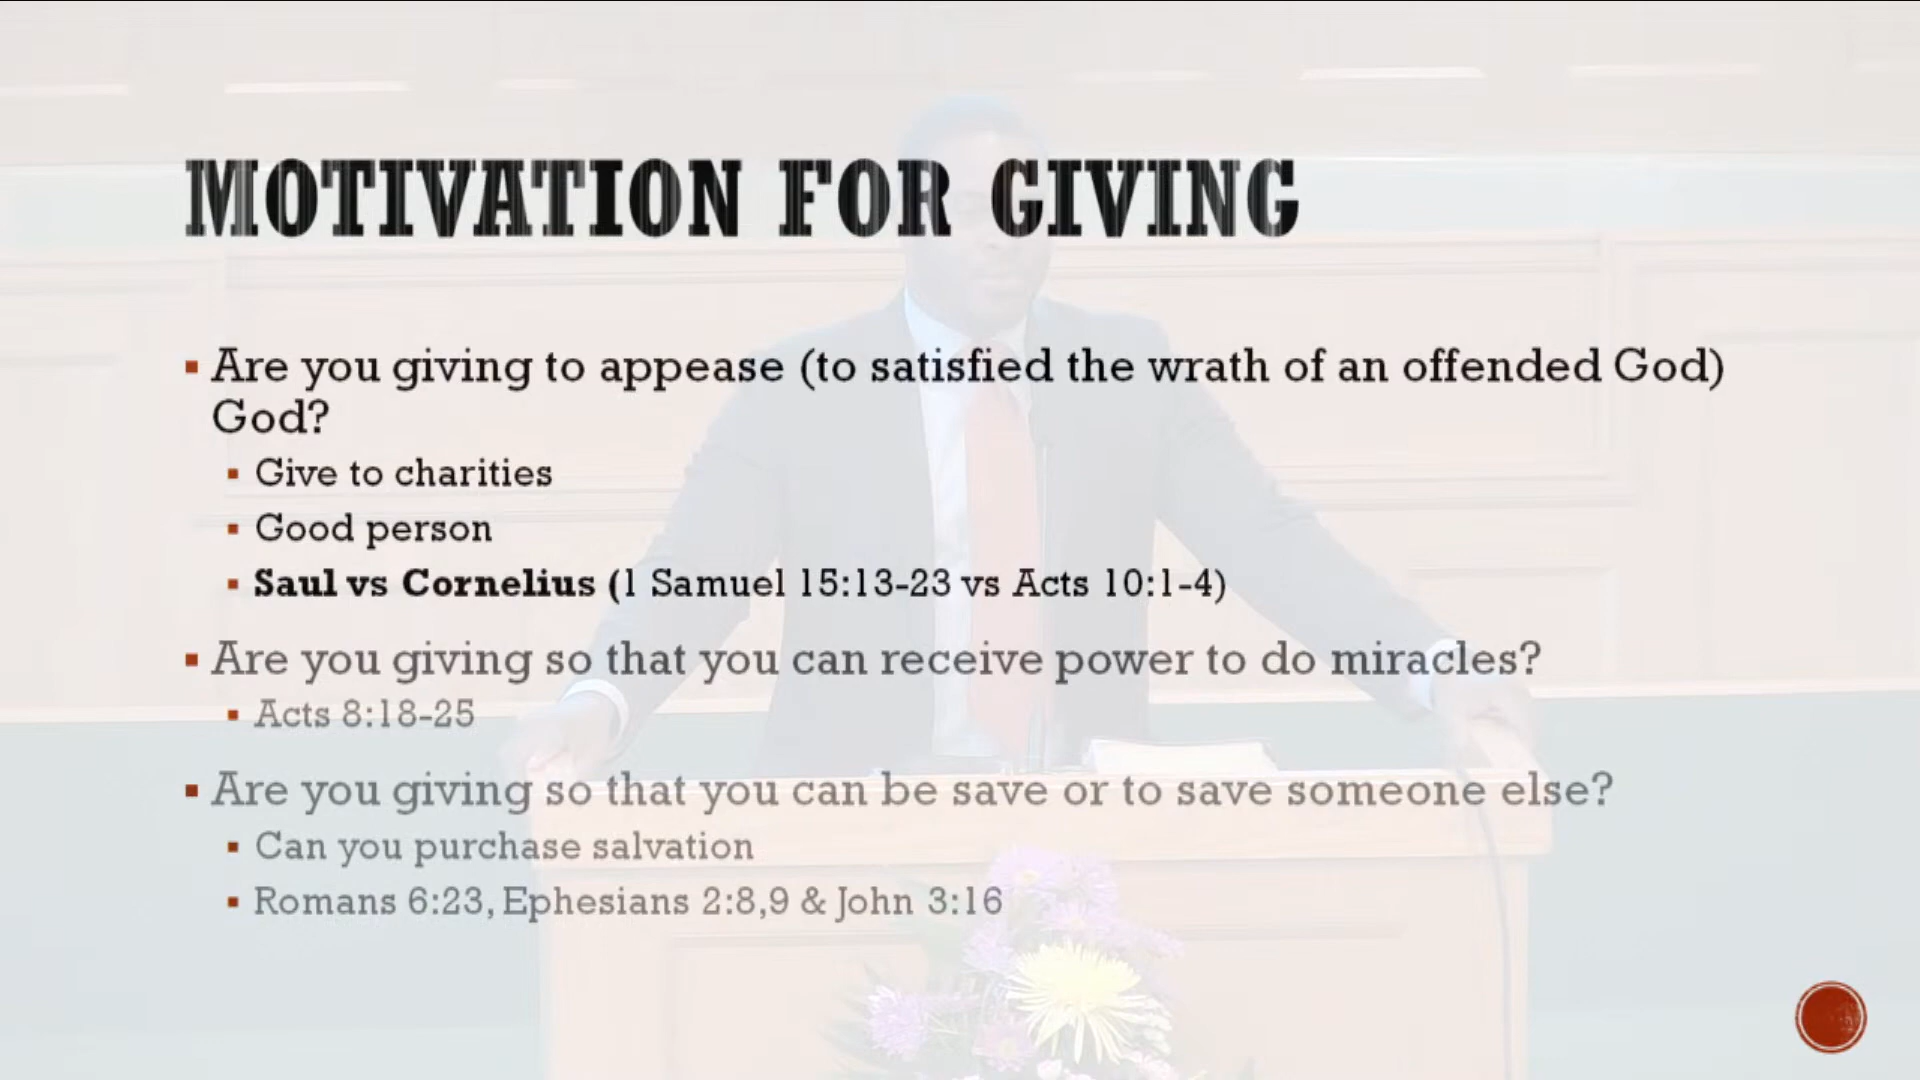 MOTIVATION FOR GIVING
Are you giving to appease (to satisfied the wrath of an offended God)
God?
Give to charities
Good person
Saul vs Cornelius (1 Samuel 15:13-23 vs Acts 10:1-4)
Are you giving so that you can receive power to do miracles?
Acts 8:18-25
Are you giving so that you can be save or to save someone else?
Can you purchase salvation
Romans 6:23, Ephesians 2:8,9 & John 3:16